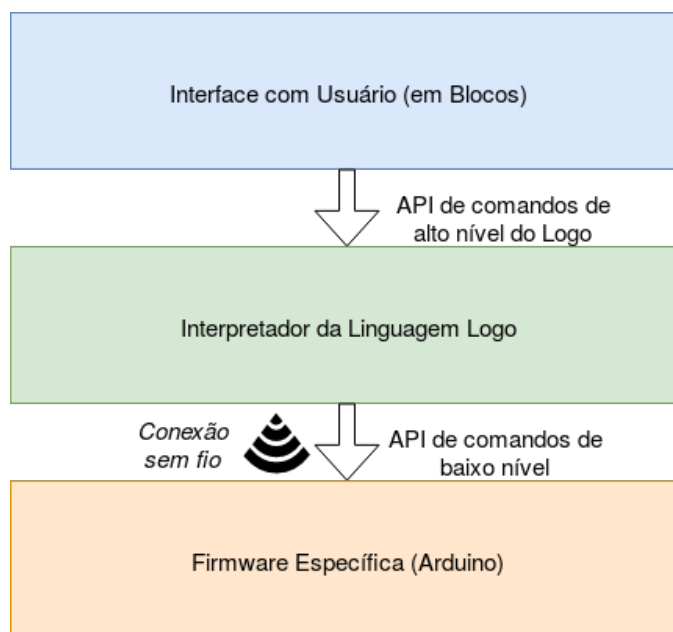 Interface com Usuário (em Blocos)
API de comandos de
alto nível do Logo
Interpretador da Linguagem Logo
Conexão
sem fio
API de comandos de
baixo nível
Firmware Específica (Arduino)